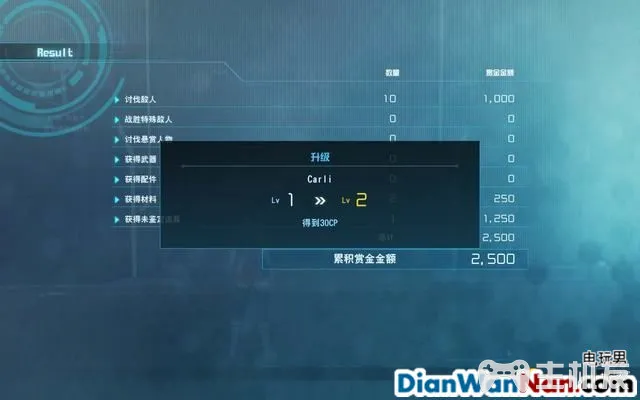 Result
数量 赏金金额
讨伐敌人 10 1,000
战胜特殊敌人 0 0
讨伐悬赏人物 0 0
获得武器 0
获得配件 0
获得材料 250
获得未鉴定 1,250
2,500
累积赏金金额 2,500
升级
Carli
Lv 1 » Lv 2
得到30CP
电玩男
主机友
DianWanNan.com